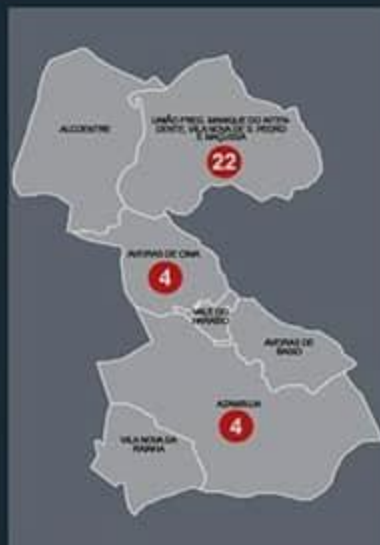 ALCOENTRE
UNIÃO FREG. MANIQUE DO INTEN-
DENTE, VILA NOVA DE S. PEDRO
E MAÇUSSA
22
AVEIRAS DE CIMA
4
VALE DO
PARAÍSO
AVEIRAS DE
BAIXO
AZAMBUJA
4
VILA NOVA DA
RAINHA